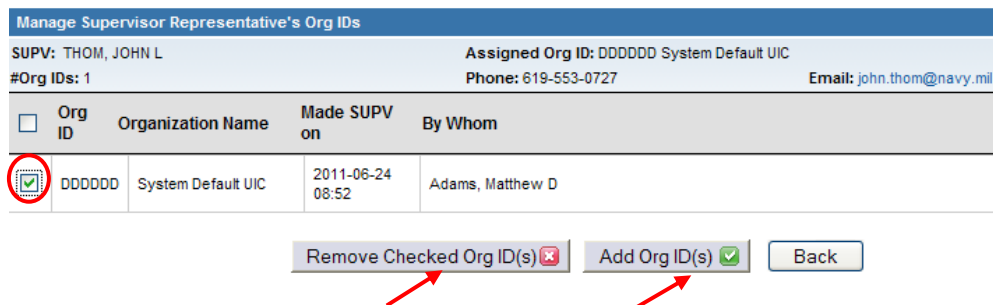 Manage Supervisor Representative's Org IDs
SUPV: THOM, JOHN L Assigned Org ID: DDDDDD System Default UIC
#Org IDs: 1 Phone: 619-553-0727 Email: john.thom@navy.mil
Org ID Organization Name Made SUPV on By Whom
DDDDDD System Default UIC 2011-06-24 08:52 Adams, Matthew D
Remove Checked Org ID(s) Add Org ID(s) Back